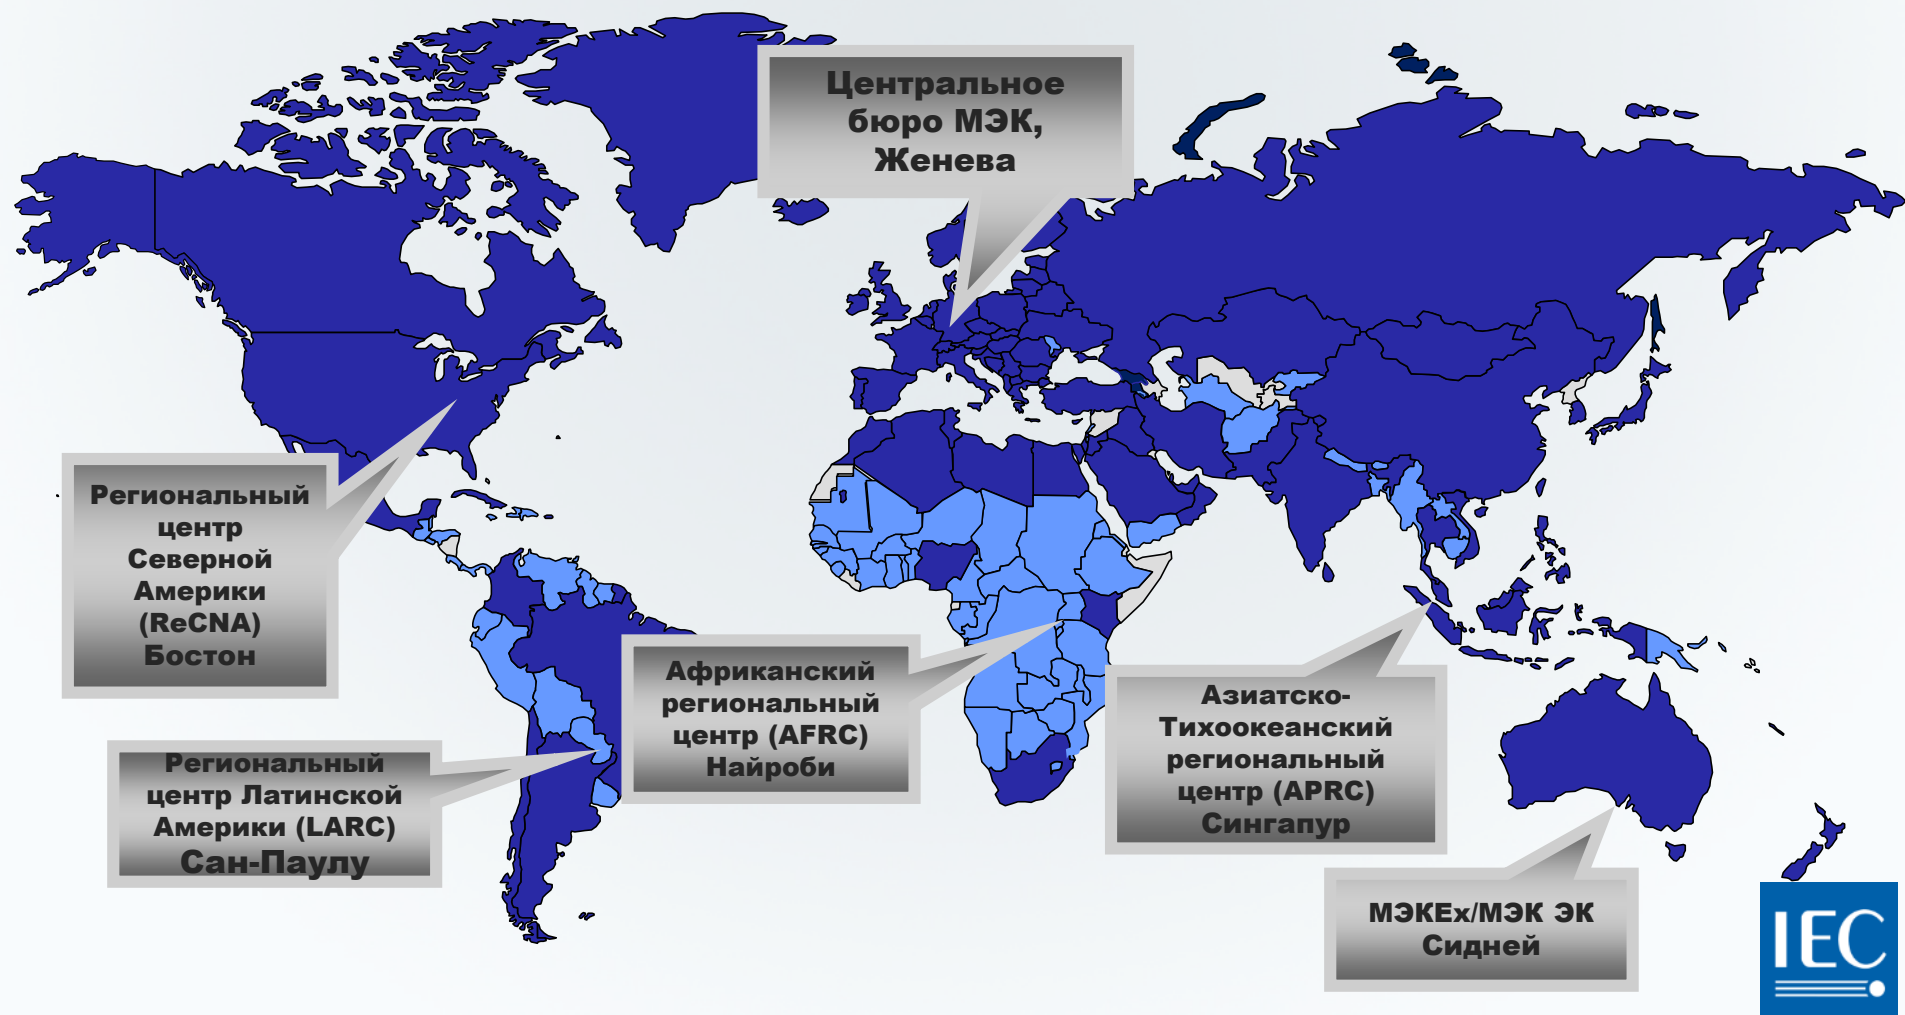 Центральное
бюро МЭК,
Женева
Региональный
центр
Северной
Америки
(ReCNA)
Бостон
Африканский
региональный
центр (AFRC)
Найроби
Азиатско-
Тихоокеанский
региональный
центр (APRC)
Сингапур
Региональный
центр Латинской
Америки (LARC)
Сан-Паулу
МЭКЕх/МЭК ЭК
Сидней
IEC